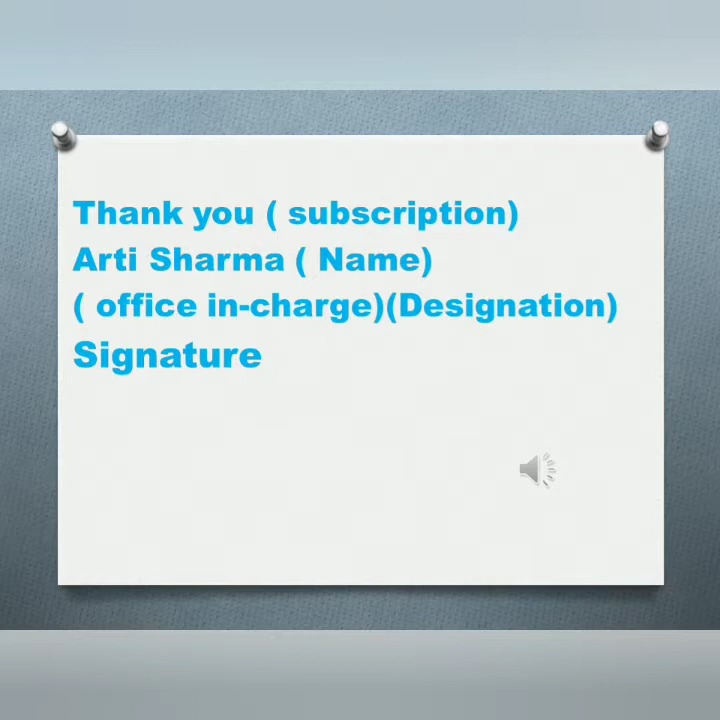 Thank you ( subscription)
Arti Sharma ( Name)
( office in-charge)(Designation)
Signature